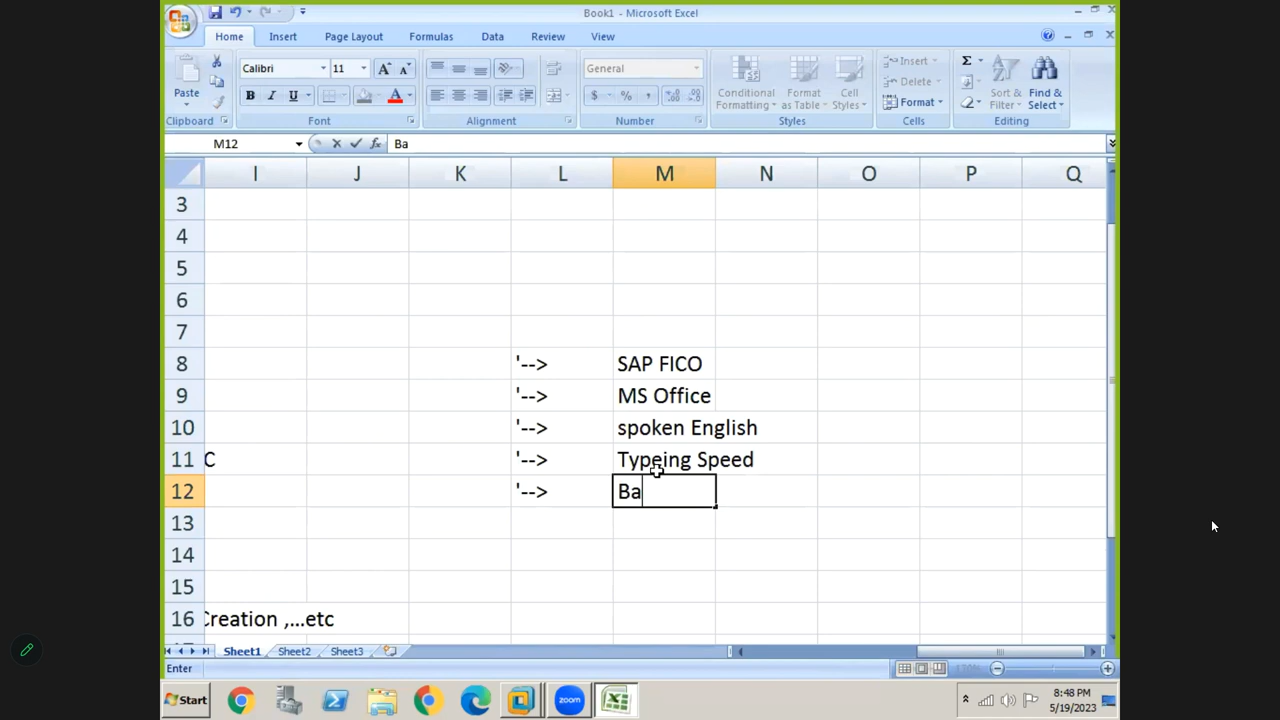 Book1 - Microsoft Excel
Home Insert Page Layout Formulas Data Review View
Calibri 11 General
Paste B I U A $ % , Conditional Formatting Format as Table Cell Styles Insert Delete Format Σ Sort & Filter Find & Select
Clipboard Font Alignment Number Styles Cells Editing
M12 fx Ba
I J K L M N O P Q
3
4
5
6
7
8 '--> SAP FICO
9 '--> MS Office
10 '--> spoken English
11 C '--> Typeing Speed
12 '--> Ba
13
14
15
16 Creation ,...etc
Sheet1 Sheet2 Sheet3
Enter
Start zoom 8:48 PM
5/19/2023